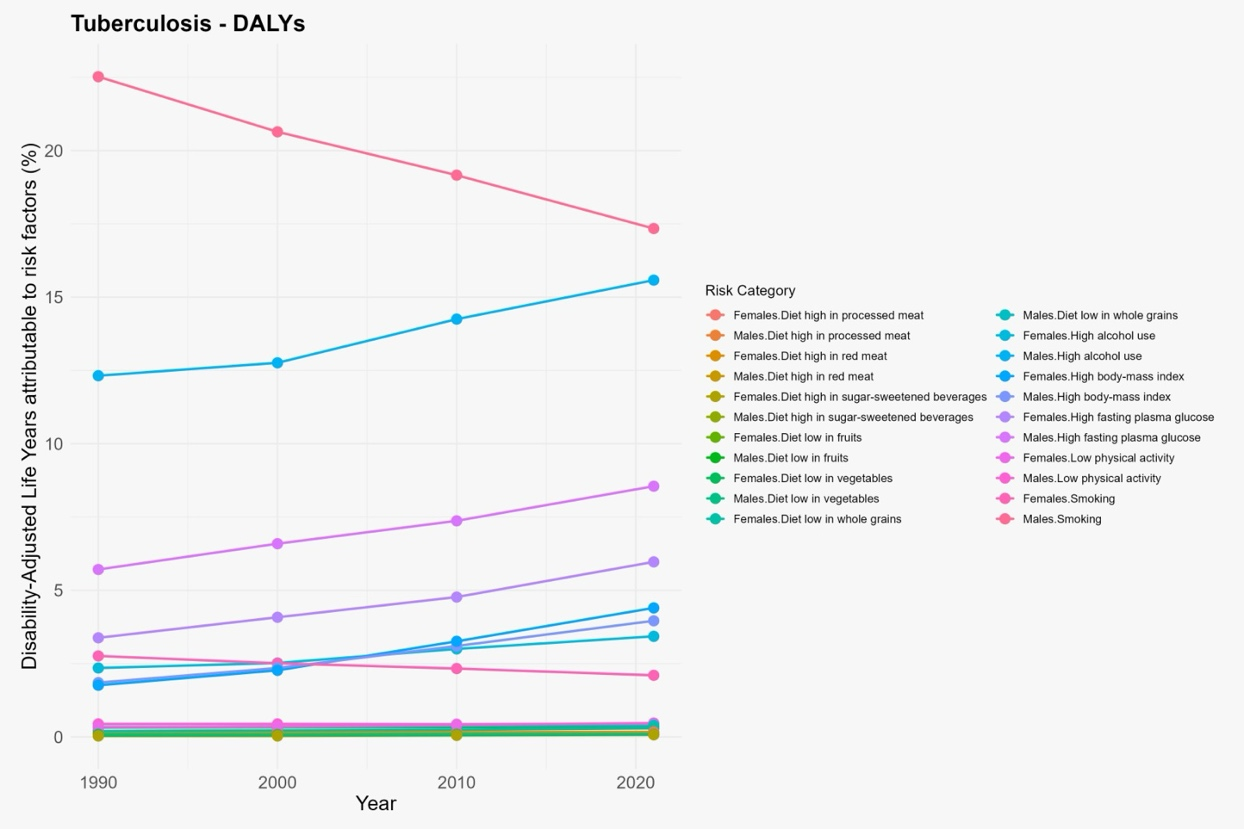 Tuberculosis - DALYs
Disability-Adjusted Life Years attributable to risk factors (%)
20
15
10
5
0
1990 2000 2010 2020
Year
Risk Category
Females.Diet high in processed meat
Males.Diet high in processed meat
Females.Diet high in red meat
Males.Diet high in red meat
Females.Diet high in sugar-sweetened beverages
Males.Diet high in sugar-sweetened beverages
Females.Diet low in fruits
Males.Diet low in fruits
Females.Diet low in vegetables
Males.Diet low in vegetables
Females.Diet low in whole grains
Males.Diet low in whole grains
Females.High alcohol use
Males.High alcohol use
Females.High body-mass index
Males.High body-mass index
Females.High fasting plasma glucose
Males.High fasting plasma glucose
Females.Low physical activity
Males.Low physical activity
Females.Smoking
Males.Smoking